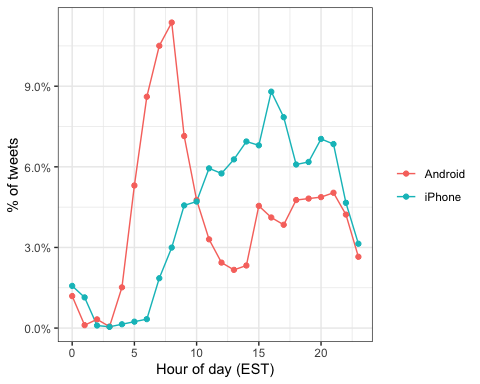 9.0%
6.0%
3.0%
0.0%
% of tweets
0 5 10 15 20
Hour of day (EST)
Android
iPhone